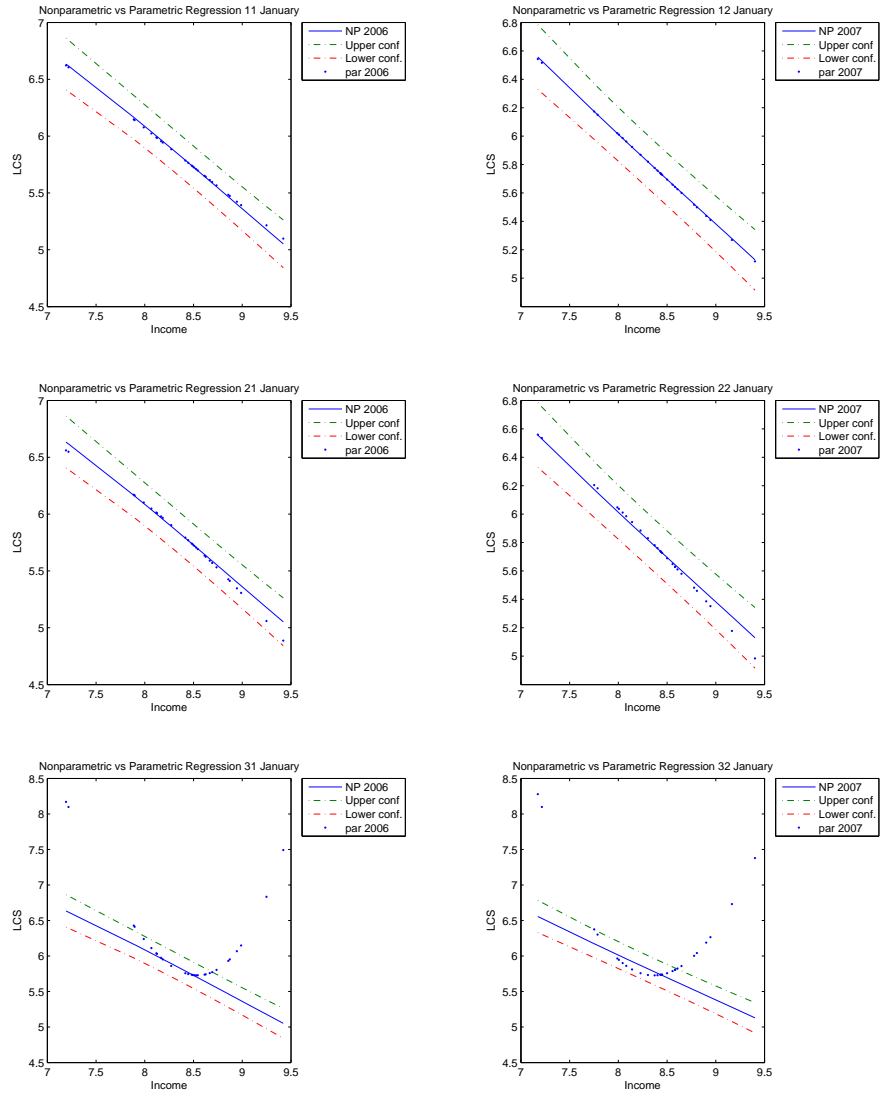 Nonparametric vs Parametric Regression 11 January
7
6.5
6
5.5
5
4.5
LCS
7 7.5 8 8.5 9 9.5
Income
NP 2006
Upper conf
Lower conf.
par 2006
Nonparametric vs Parametric Regression 12 January
6.8
6.6
6.4
6.2
6
5.8
5.6
5.4
5.2
5
LCS
7 7.5 8 8.5 9 9.5
Income
NP 2007
Upper conf
Lower conf.
par 2007
Nonparametric vs Parametric Regression 21 January
7
6.5
6
5.5
5
4.5
LCS
7 7.5 8 8.5 9 9.5
Income
NP 2006
Upper conf
Lower conf.
par 2006
Nonparametric vs Parametric Regression 22 January
6.8
6.6
6.4
6.2
6
5.8
5.6
5.4
5.2
5
LCS
7 7.5 8 8.5 9 9.5
Income
NP 2007
Upper conf
Lower conf.
par 2007
Nonparametric vs Parametric Regression 31 January
8.5
8
7.5
7
6.5
6
5.5
5
4.5
LCS
7 7.5 8 8.5 9 9.5
Income
NP 2006
Upper conf
Lower conf.
par 2006
Nonparametric vs Parametric Regression 32 January
8.5
8
7.5
7
6.5
6
5.5
5
4.5
LCS
7 7.5 8 8.5 9 9.5
Income
NP 2007
Upper conf
Lower conf.
par 2007